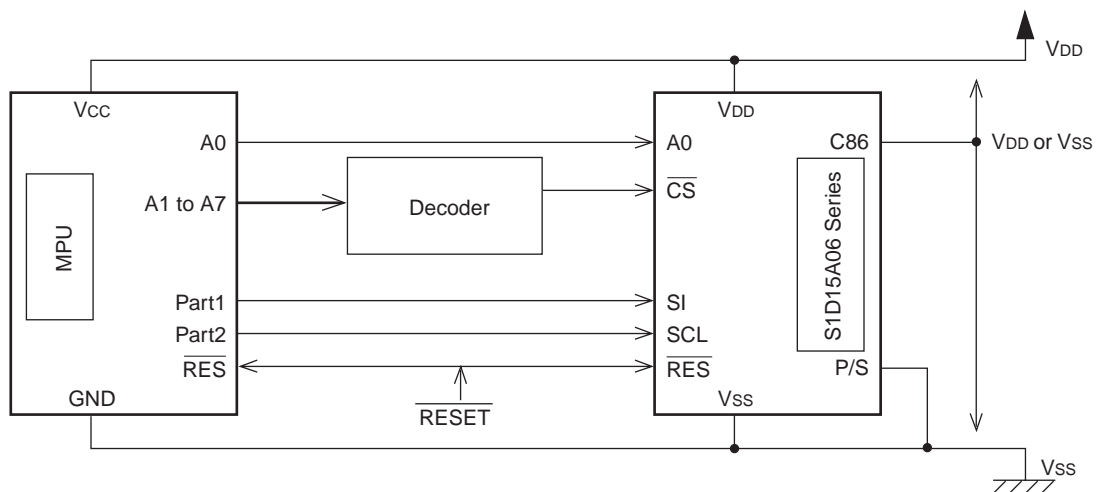 VDD
VCC
VDD
A0
A0
C86
VDD or VSS
A1 to A7
Decoder
CS
MPU
S1D15A06 Series
Part1
SI
Part2
SCL
RES
RES
P/S
GND
RESET
VSS
VSS